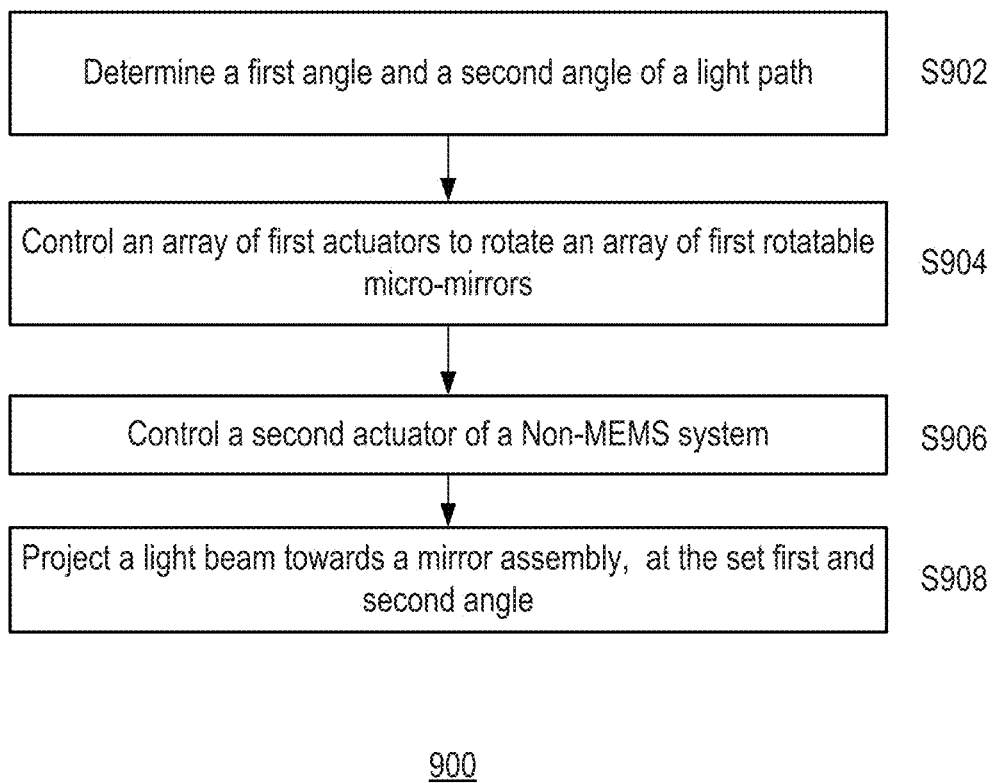 Determine a first angle and a second angle of a light path
S902
Control an array of first actuators to rotate an array of first rotatable
micro-mirrors
S904
Control a second actuator of a Non-MEMS system
S906
Project a light beam towards a mirror assembly, at the set first and
second angle
S908
900